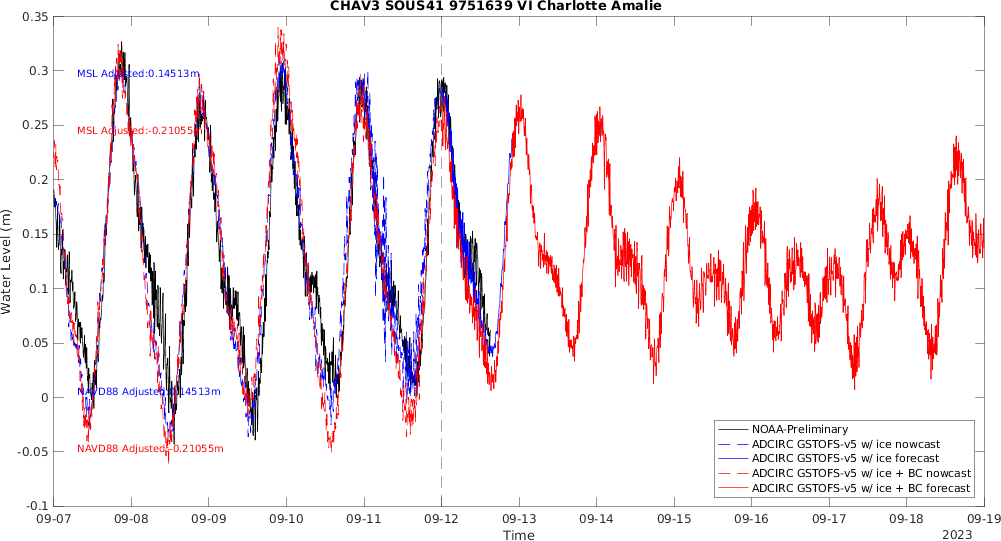 CHAV3 SOUS41 9751639 VI Charlotte Amalie
0.35
0.3
0.25
0.2
0.15
0.1
0.05
0
-0.05
-0.1
Water Level (m)
MSL Adjusted:0.14513m
MSL Adjusted:-0.21055m
NAVD88 Adjusted:0.14513m
NAVD88 Adjusted:-0.21055m
NOAA-Preliminary
ADCIRC GSTOFS-v5 w/ ice nowcast
ADCIRC GSTOFS-v5 w/ ice forecast
ADCIRC GSTOFS-v5 w/ ice + BC nowcast
ADCIRC GSTOFS-v5 w/ ice + BC forecast
09-07 09-08 09-09 09-10 09-11 09-12 09-13 09-14 09-15 09-16 09-17 09-18 09-19
Time
2023